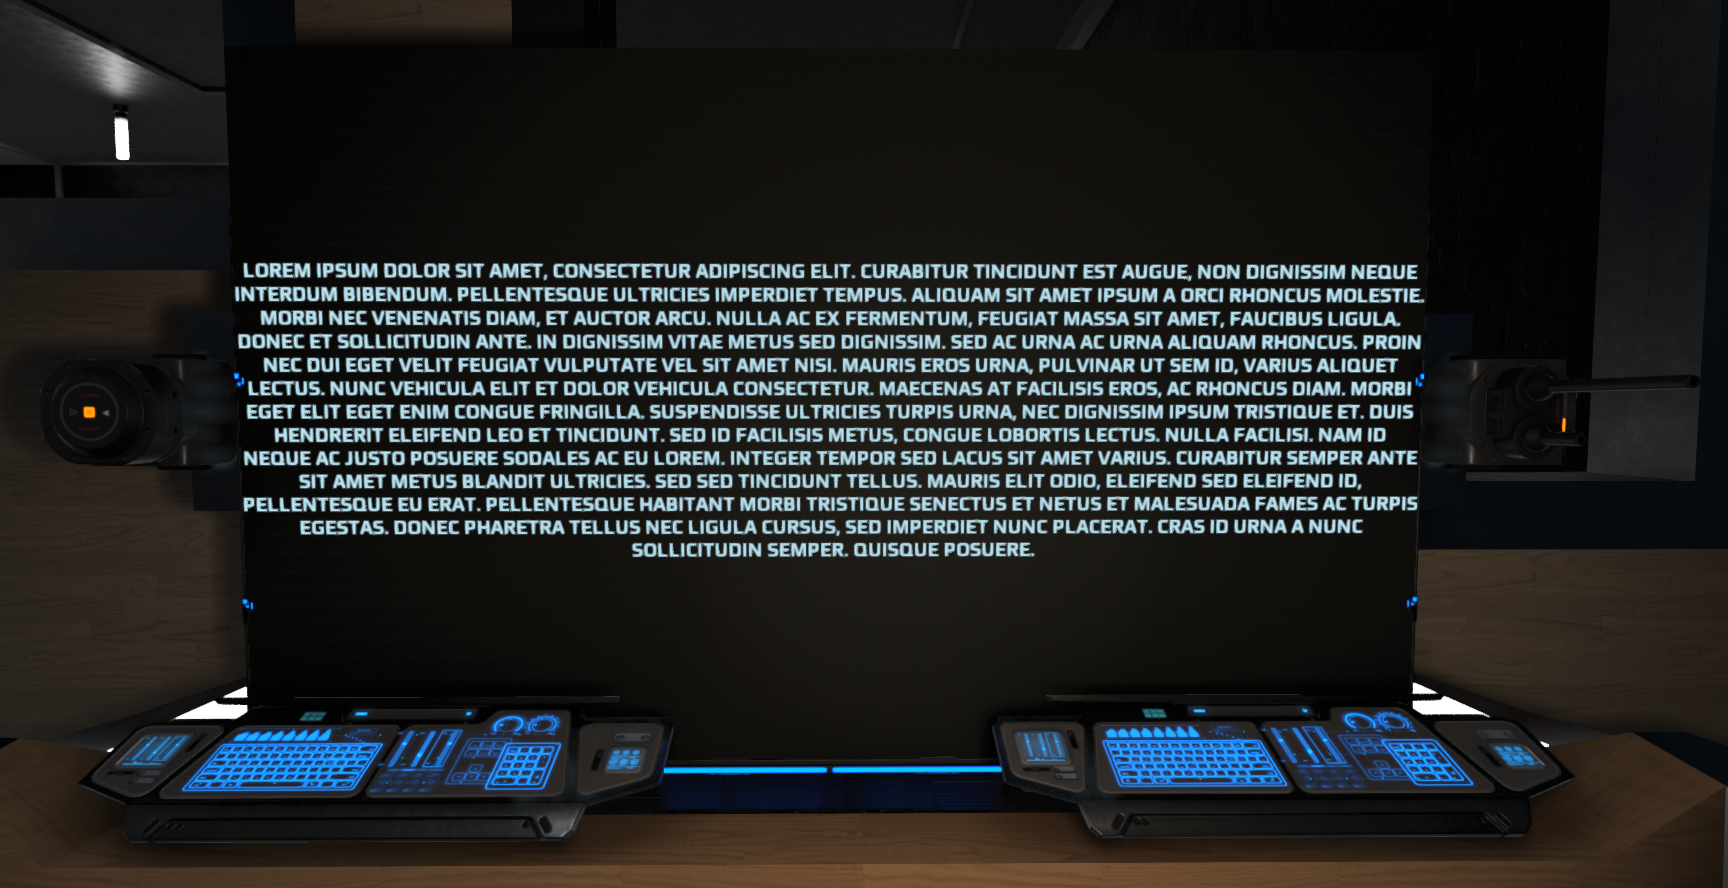 LOREM IPSUM DOLOR SIT AMET, CONSECTETUR ADIPISCING ELIT. CURABITUR TINCIDUNT EST AUGUE, NON DIGNISSIM NEQUE
INTERDUM BIBENDUM. PELLENTESQUE ULTRICIES IMPERDIET TEMPUS. ALIQUAM SIT AMET IPSUM A ORCI RHONCUS MOLESTIE.
MORBI NEC VENENATIS DIAM, ET AUCTOR ARCU. NULLA AC EX FERMENTUM, FEUGIAT MASSA SIT AMET, FAUCIBUS LIGULA.
DONEC ET SOLLICITUDIN ANTE. IN DIGNISSIM VITAE METUS SED DIGNISSIM. SED AC URNA AC URNA ALIQUAM RHONCUS. PROIN
NEC DUI EGET VELIT FEUGIAT VULPUTATE VEL SIT AMET NISI. MAURIS EROS URNA, PULVINAR UT SEM ID, VARIUS ALIQUET
LECTUS. NUNC VEHICULA ELIT ET DOLOR VEHICULA CONSECTETUR. MAECENAS AT FACILISIS EROS, AC RHONCUS DIAM. MORBI
EGET ELIT EGET ENIM CONGUE FRINGILLA. SUSPENDISSE ULTRICIES TURPIS URNA, NEC DIGNISSIM IPSUM TRISTIQUE ET. DUIS
HENDRERIT ELEIFEND LEO ET TINCIDUNT. SED ID FACILISIS METUS, CONGUE LOBORTIS LECTUS. NULLA FACILISI. NAM ID
NEQUE AC JUSTO POSUERE SODALES AC EU LOREM. INTEGER TEMPOR SED LACUS SIT AMET VARIUS. CURABITUR SEMPER ANTE
SIT AMET METUS BLANDIT ULTRICIES. SED SED TINCIDUNT TELLUS. MAURIS ELIT ODIO, ELEIFEND SED ELEIFEND ID,
PELLENTESQUE EU ERAT. PELLENTESQUE HABITANT MORBI TRISTIQUE SENECTUS ET NETUS ET MALESUADA FAMES AC TURPIS
EGESTAS. DONEC PHARETRA TELLUS NEC LIGULA CURSUS, SED IMPERDIET NUNC PLACERAT. CRAS ID URNA A NUNC
SOLLICITUDIN SEMPER. QUISQUE POSUERE.